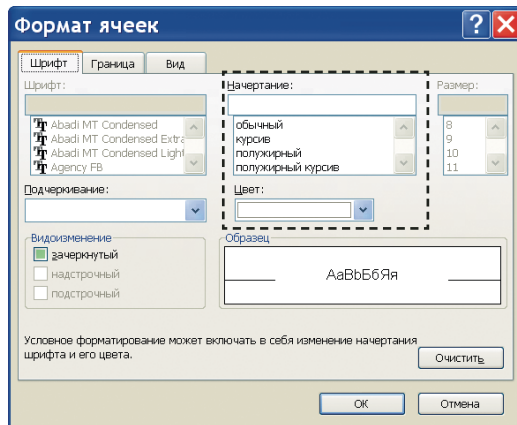 Формат ячеек
Шрифт Граница Вид
Шрифт: Начертание: Размер:
Abadi MT Condensed обычный 8
Abadi MT Condensed Extra курсив 9
Abadi MT Condensed Light полужирный 10
Agency FB полужирный курсив 11
Подчеркивание: Цвет:
Видоизменение Образец
зачеркнутый
надстрочный АаВbБбЯя
подстрочный
Условное форматирование может включать в себя изменение начертания
шрифта и его цвета.
Очистить
ОК Отмена